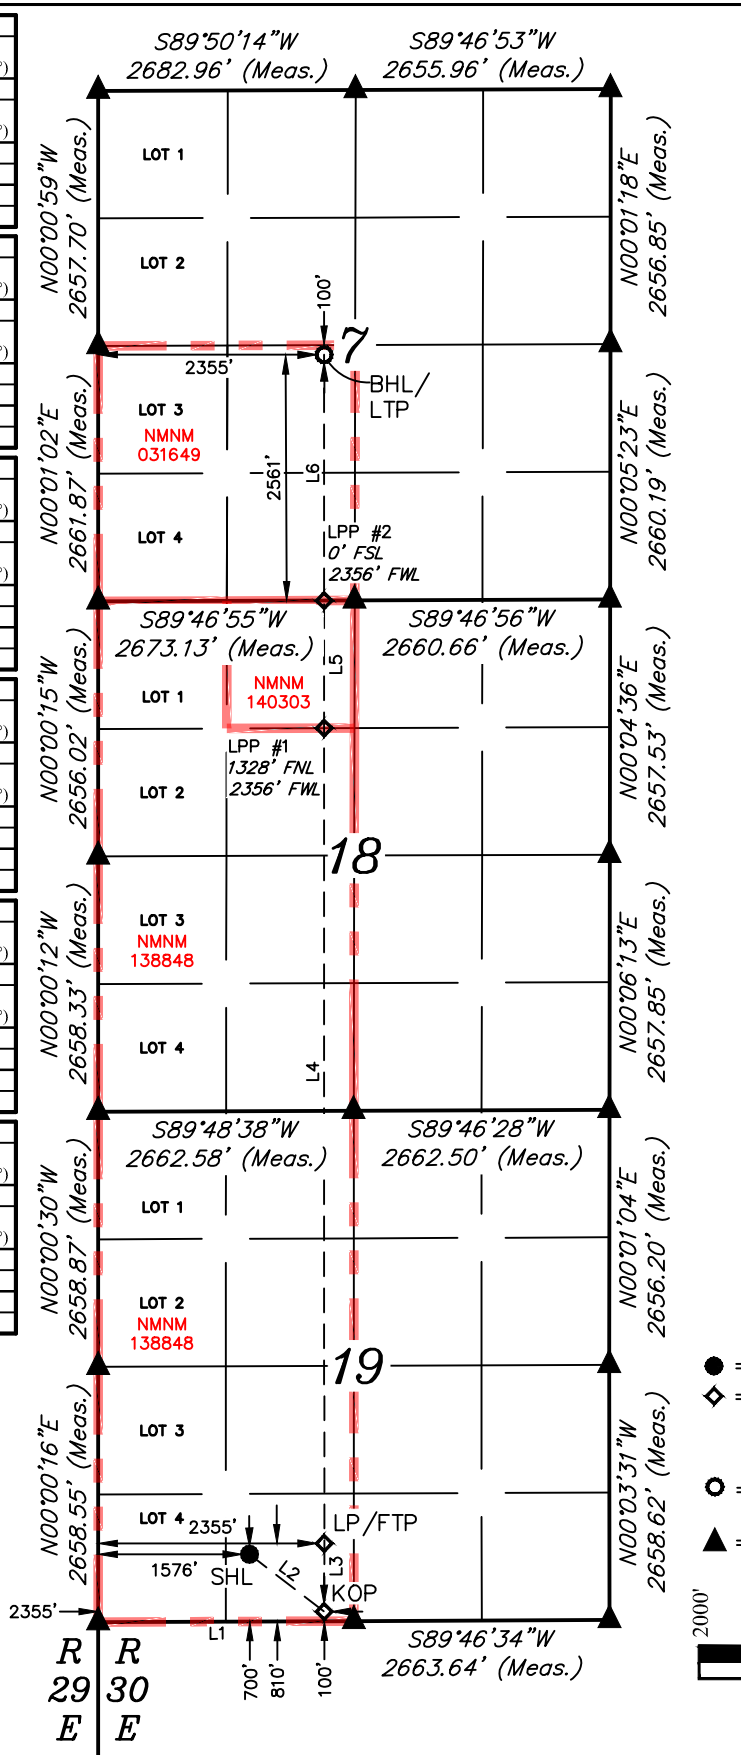 S89°50'14"W
2682.96' (Meas.)
S89°46'53"W
2655.96' (Meas.)
N00°00'59"W
2657.70' (Meas.)
LOT 1
LOT 2
N00°01'18"E
2656.85' (Meas.)
100'
7
2355'
BHL/
LTP
N00°01'02"E
2661.87' (Meas.)
LOT 3
NMNM
031649
2561'
L6
LOT 4
N00°05'23"E
2660.19' (Meas.)
LPP #2
0' FSL
2356' FWL
S89°46'55"W
2673.13' (Meas.)
S89°46'56"W
2660.66' (Meas.)
N00°00'15"W
2656.02' (Meas.)
LOT 1
NMNM
140303
L5
LPP #1
1328' FNL
2356' FWL
LOT 2
N00°04'36"E
2657.53' (Meas.)
18
N00°00'12"W
2658.33' (Meas.)
LOT 3
NMNM
138848
LOT 4
L4
N00°06'13"E
2657.85' (Meas.)
S89°48'38"W
2662.58' (Meas.)
S89°46'28"W
2662.50' (Meas.)
N00°00'30"W
2658.87' (Meas.)
LOT 1
LOT 2
NMNM
138848
N00°01'04"E
2656.20' (Meas.)
19
N00°00'16"E
2658.55' (Meas.)
LOT 3
LOT 4
2355'
LP/FTP
1576'
SHL
L2
L3
KOP
N00°03'31"W
2658.62' (Meas.)
2355'
L1
700'
810'
100'
S89°46'34"W
2663.64' (Meas.)
R R
29 30
E E
=
=
=
=
2000'